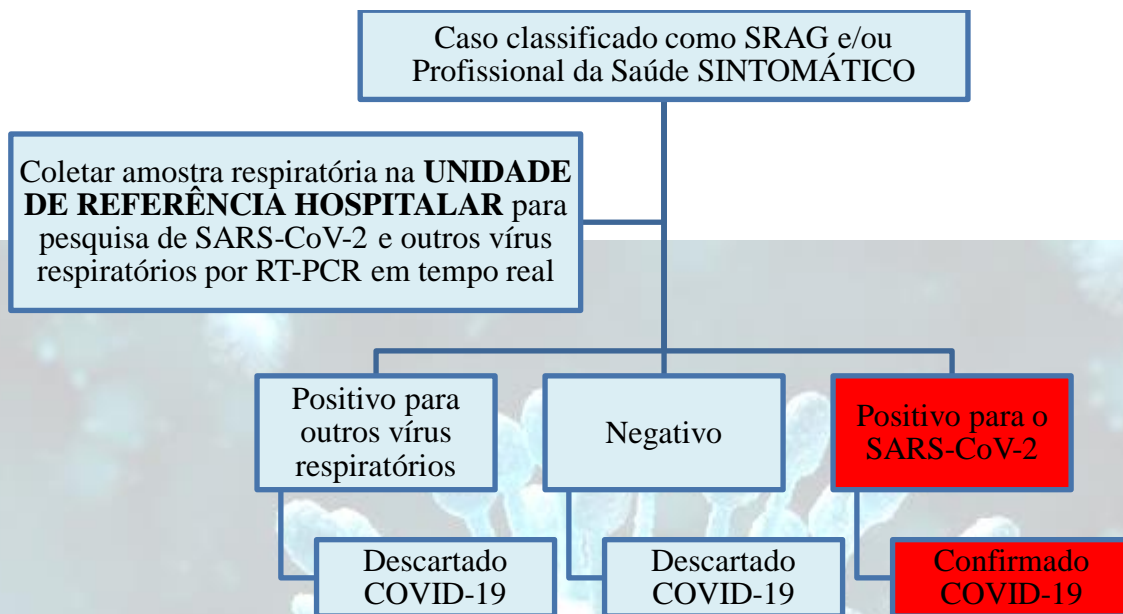 Caso classificado como SRAG e/ou
Profissional da Saúde SINTOMÁTICO
Coletar amostra respiratória na UNIDADE
DE REFERÊNCIA HOSPITALAR para
pesquisa de SARS-CoV-2 e outros vírus
respiratórios por RT-PCR em tempo real
Positivo para
outros vírus
respiratórios
Negativo
Positivo para o
SARS-CoV-2
Descartado
COVID-19
Descartado
COVID-19
Confirmado
COVID-19